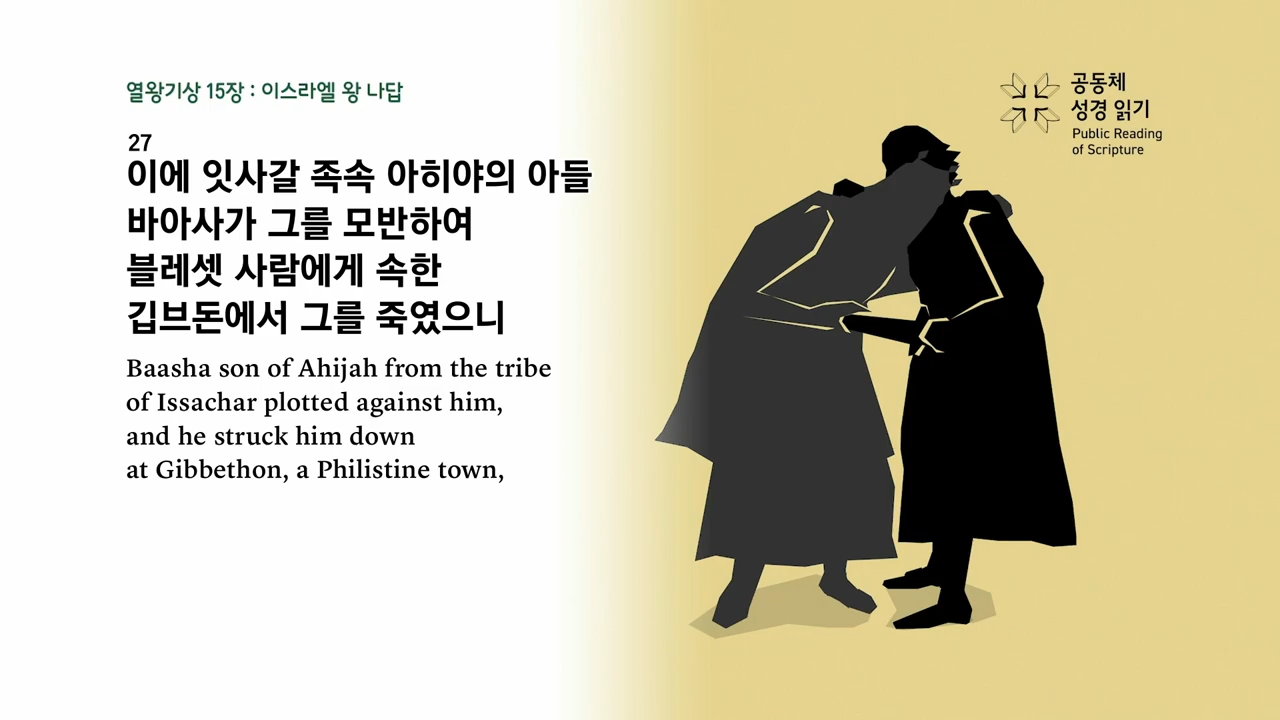 열왕기상 15장 : 이스라엘 왕 나답
27
이에 잇사갈 족속 아히야의 아들
바아사가 그를 모반하여
블레셋 사람에게 속한
깁브돈에서 그를 죽였으니
Baasha son of Ahijah from the tribe
of Issachar plotted against him,
and he struck him down
at Gibbethon, a Philistine town,
공동체
성경 읽기
Public Reading
of Scripture